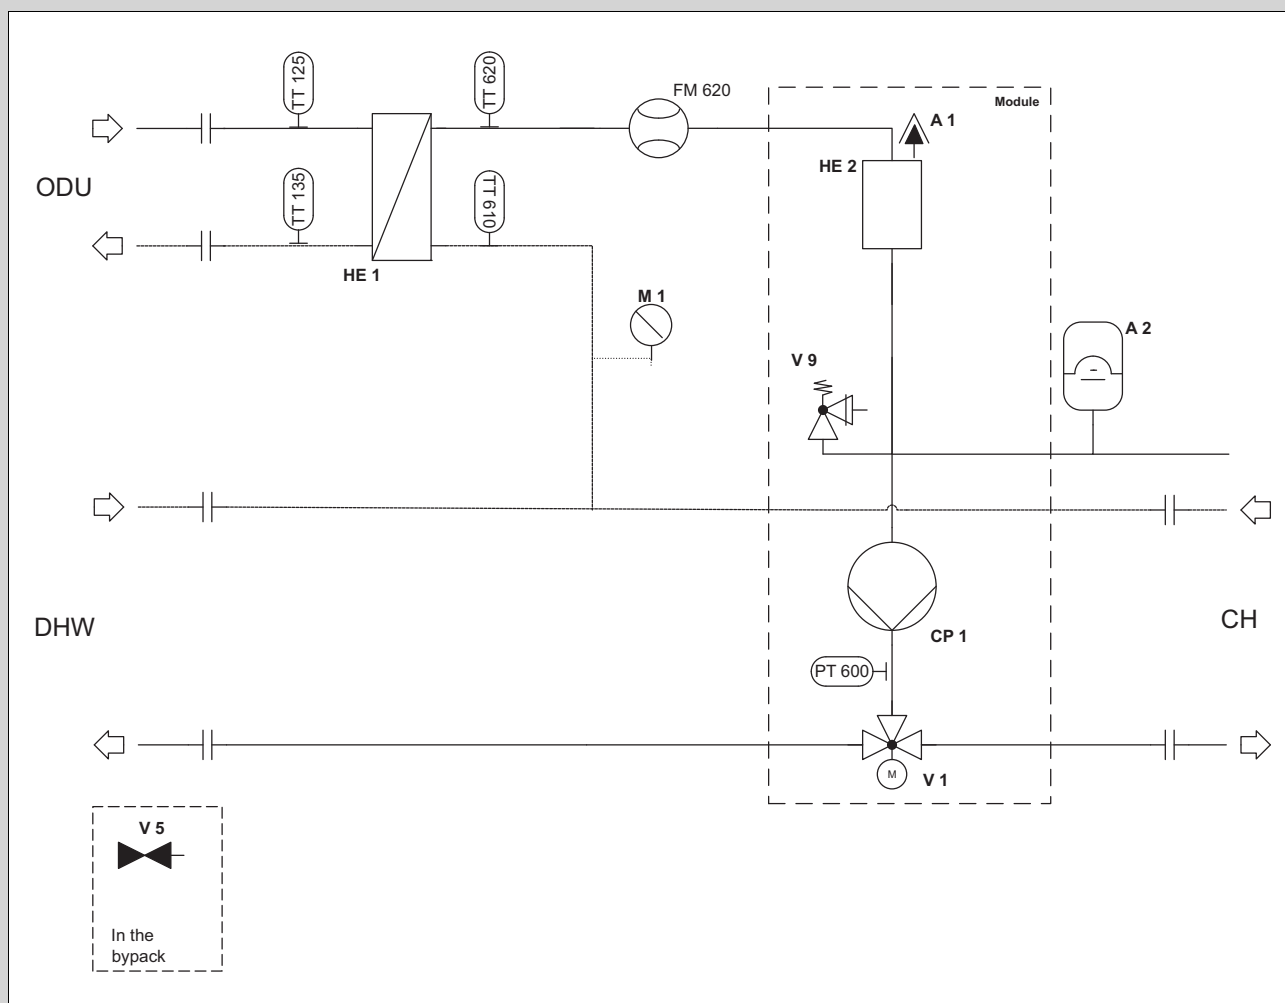 TT 125
TT 620
FM 620
Module
A 1
HE 2
ODU
TT 135
TT 610
HE 1
M 1
A 2
V 9
DHW
CH
CP 1
PT 600
M
V 1
V 5
In the
bypack